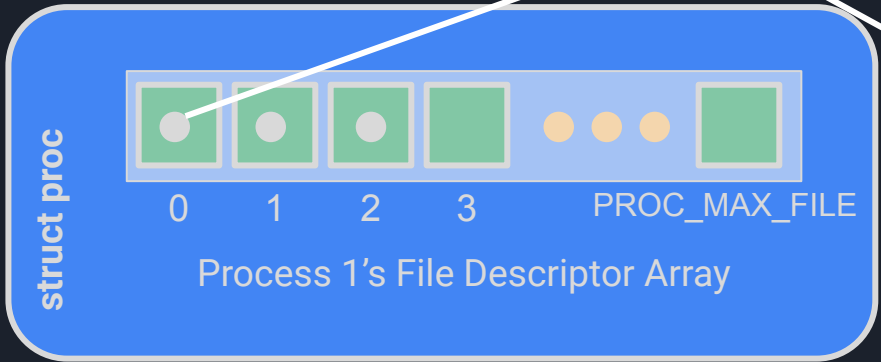 struct proc
0 1 2 3 PROC_MAX_FILE
Process 1’s File Descriptor Array